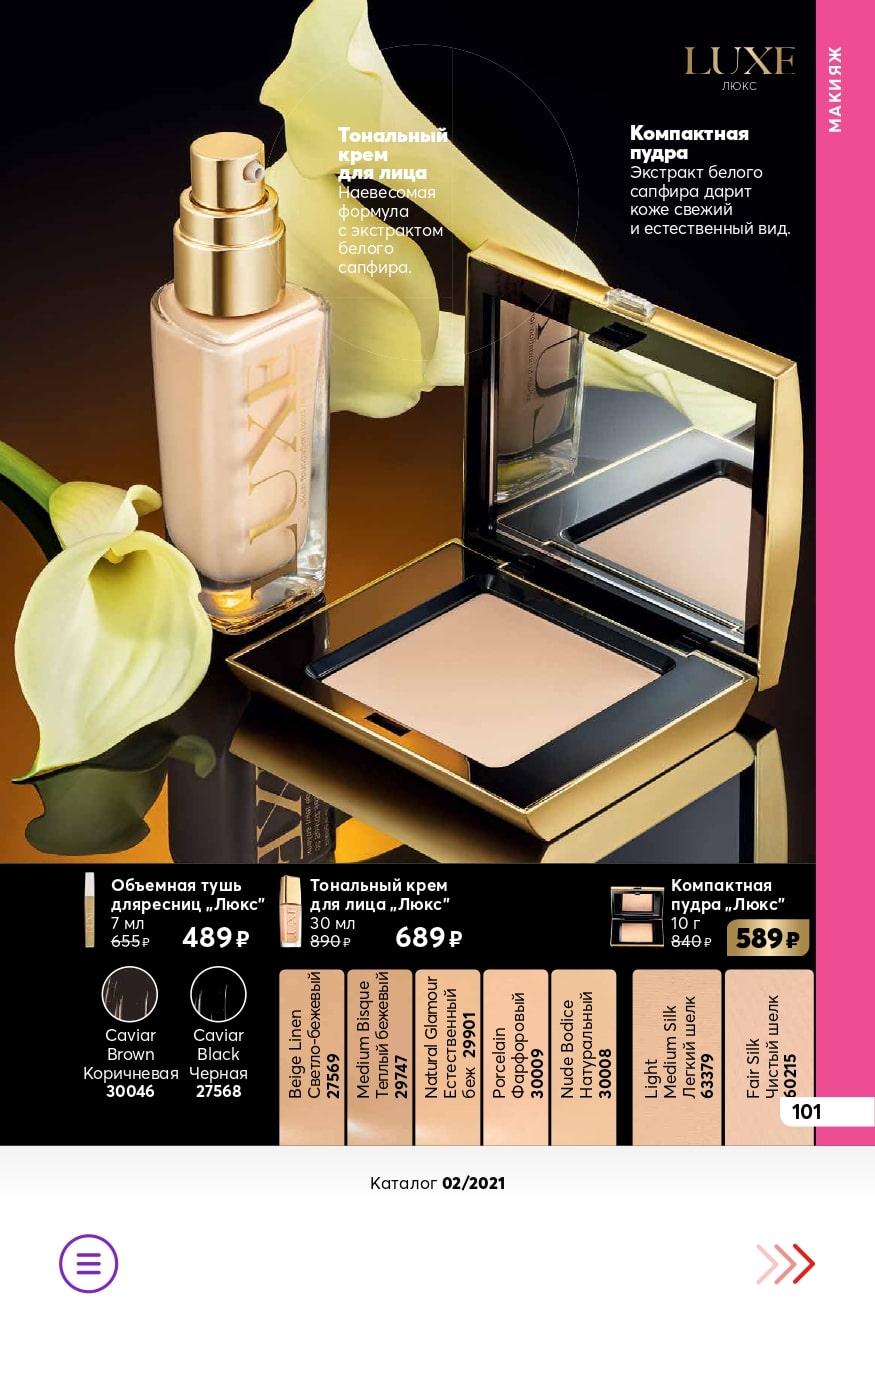 LUXE
ЛЮКС
МАКИЯЖ
Тональный
крем
для лица
Наевесомая
формула
с экстрактом
белого
сапфира.
Компактная
пудра
Экстракт белого
сапфира дарит
коже свежий
и естественный вид.
LUXE
Объемная тушь
дляресниц „Люкс”
7 мл
655 ₽
489 ₽
Тональный крем
для лица „Люкс”
30 мл
890 ₽
689 ₽
Компактная
пудра „Люкс”
10 г
840 ₽
589 ₽
Caviar
Brown
Коричневая
30046
Caviar
Black
Черная
27568
Beige Linen
Светло-бежевый
27569
Medium Bisque
Теплый бежевый
29747
Natural Glamour
Естественный
беж 29901
Porcelain
Фарфоровый
30009
Nude Bodice
Натуральный
30008
Light
Medium Silk
Легкий шелк
63379
Fair Silk
Чистый шелк
60215
101
Каталог 02/2021